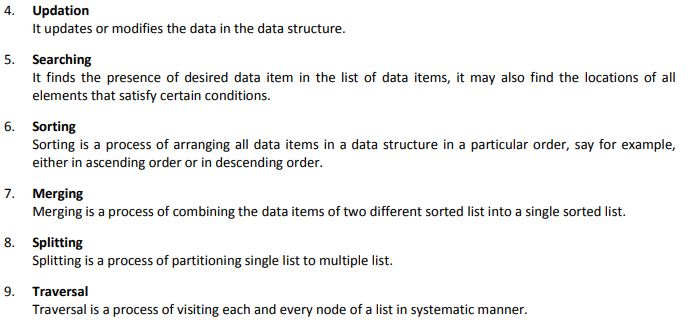 4. Updation
It updates or modifies the data in the data structure.
5. Searching
It finds the presence of desired data item in the list of data items, it may also find the locations of all
elements that satisfy certain conditions.
6. Sorting
Sorting is a process of arranging all data items in a data structure in a particular order, say for example,
either in ascending order or in descending order.
7. Merging
Merging is a process of combining the data items of two different sorted list into a single sorted list.
8. Splitting
Splitting is a process of partitioning single list to multiple list.
9. Traversal
Traversal is a process of visiting each and every node of a list in systematic manner.